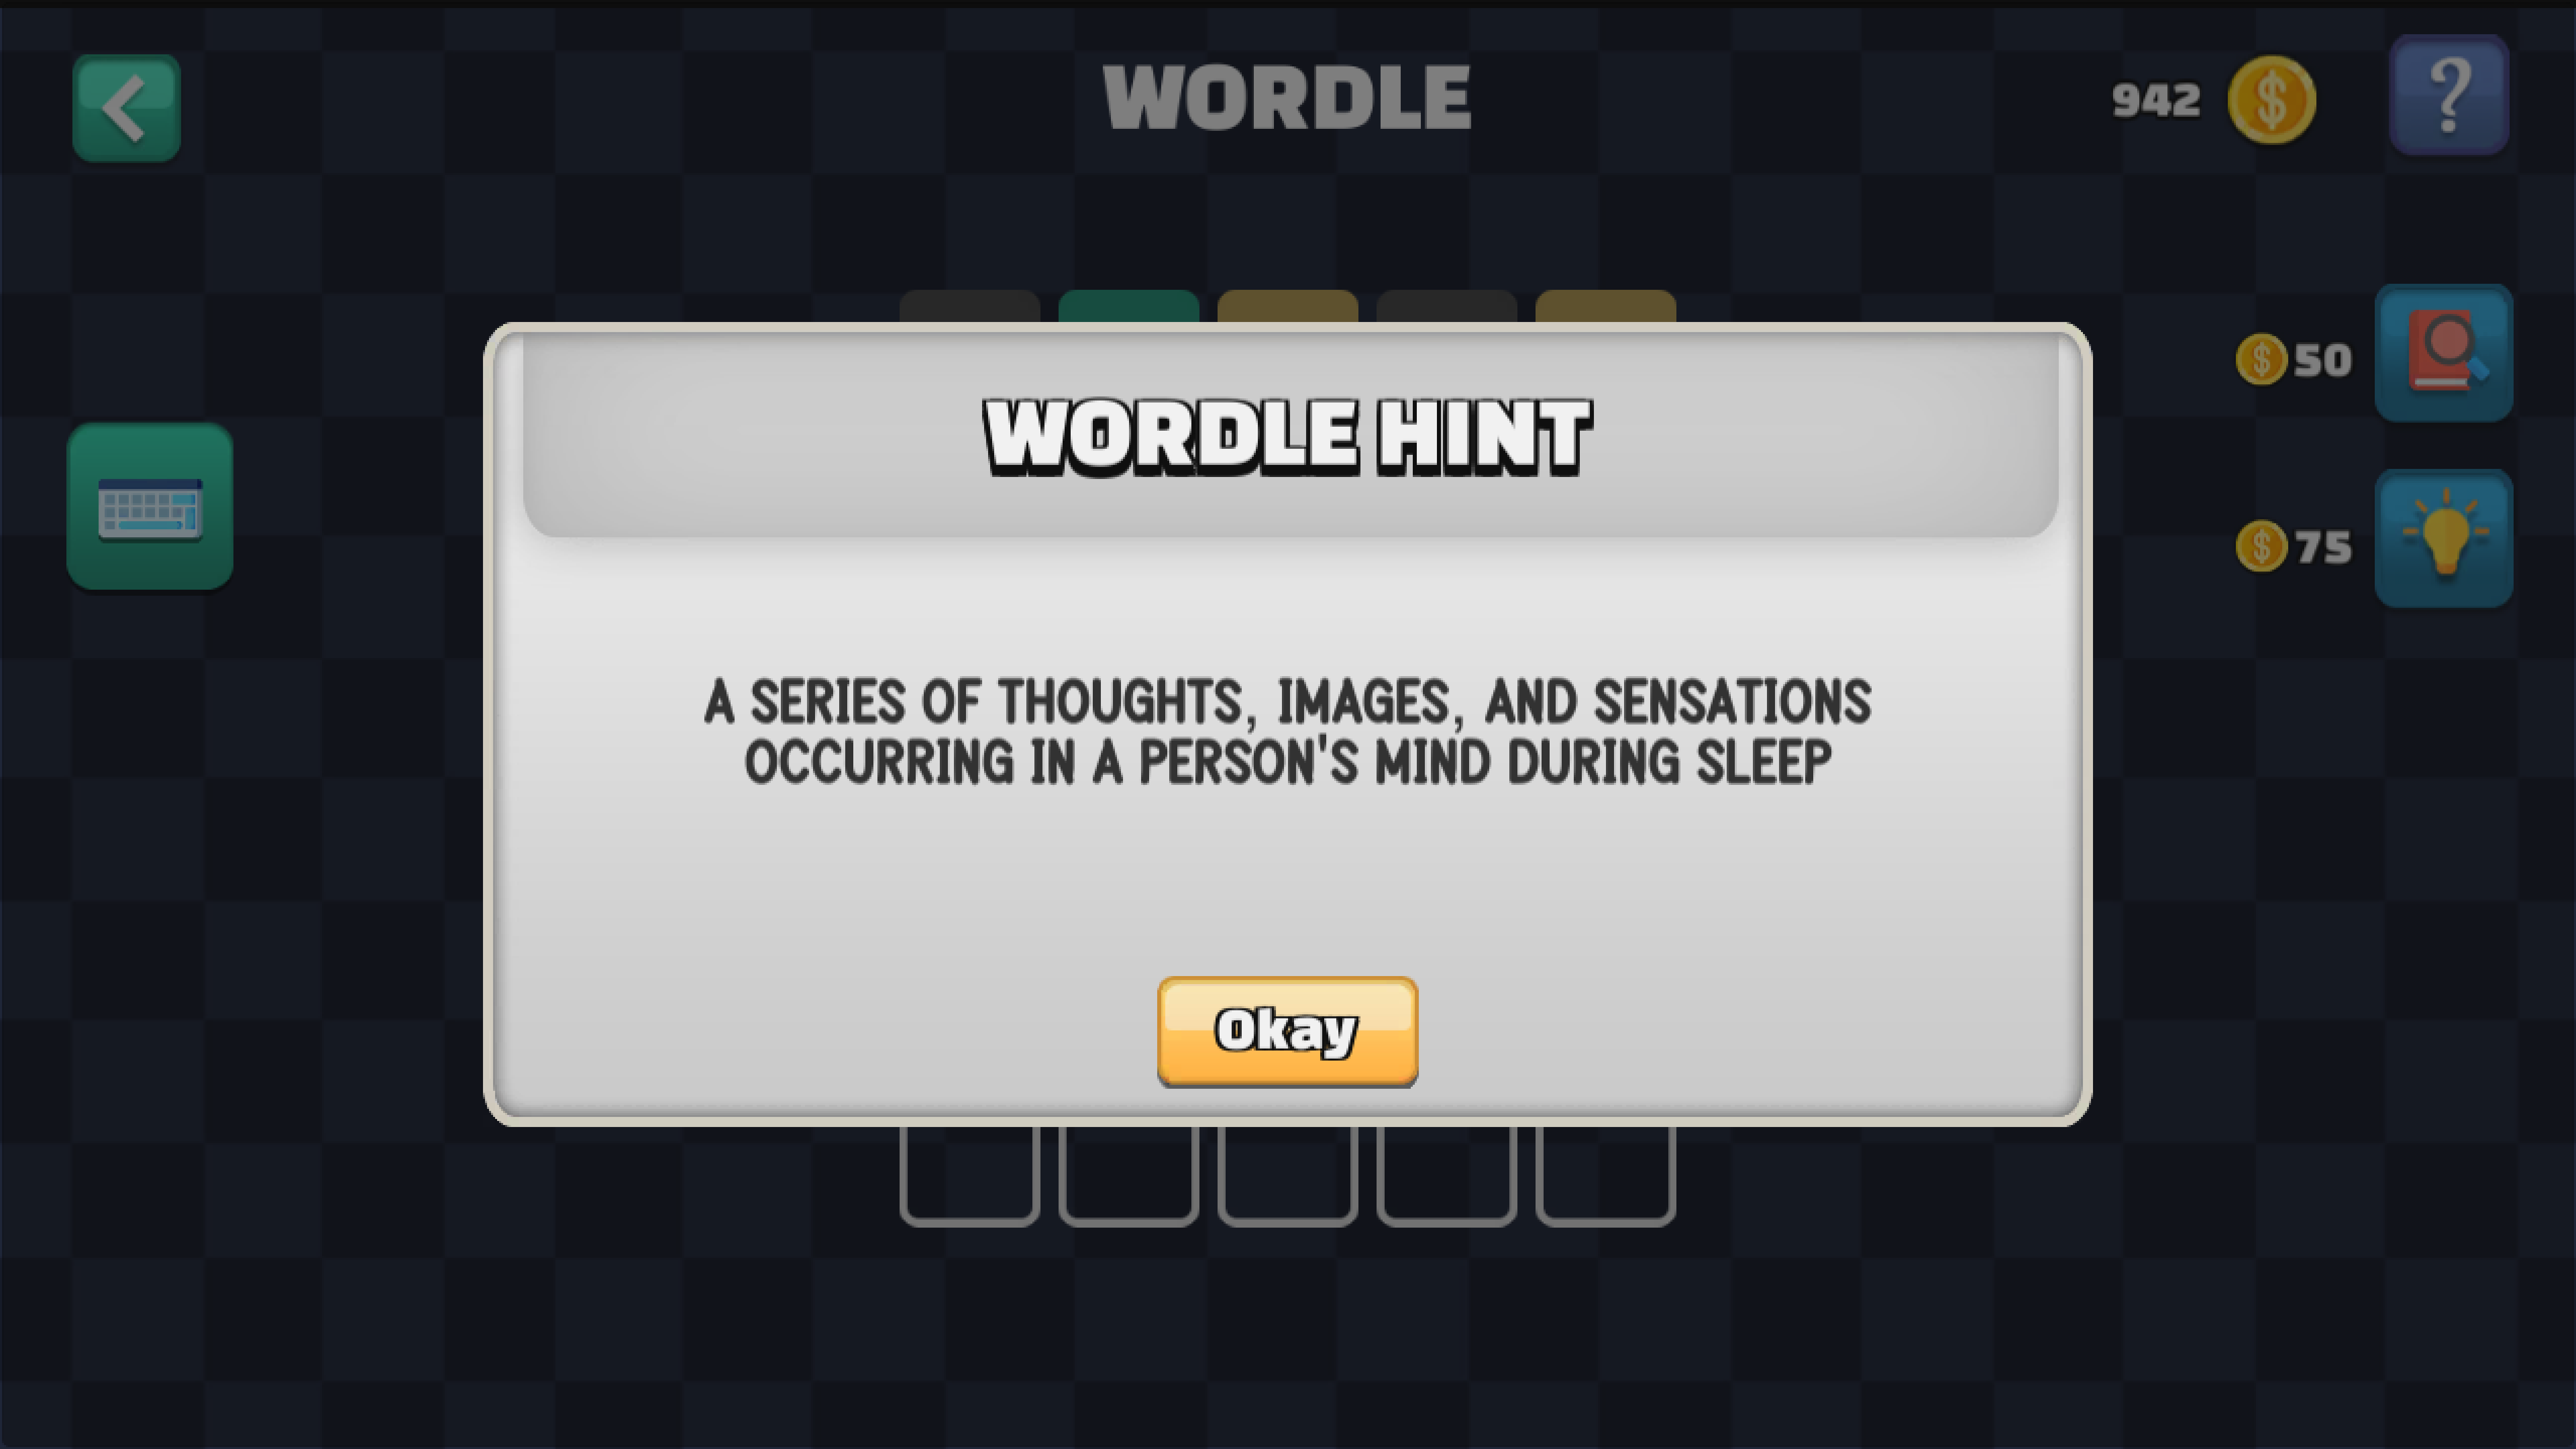 WORDLE
942
50
75
WORDLE HINT
A SERIES OF THOUGHTS, IMAGES, AND SENSATIONS
OCCURRING IN A PERSON'S MIND DURING SLEEP
Okay